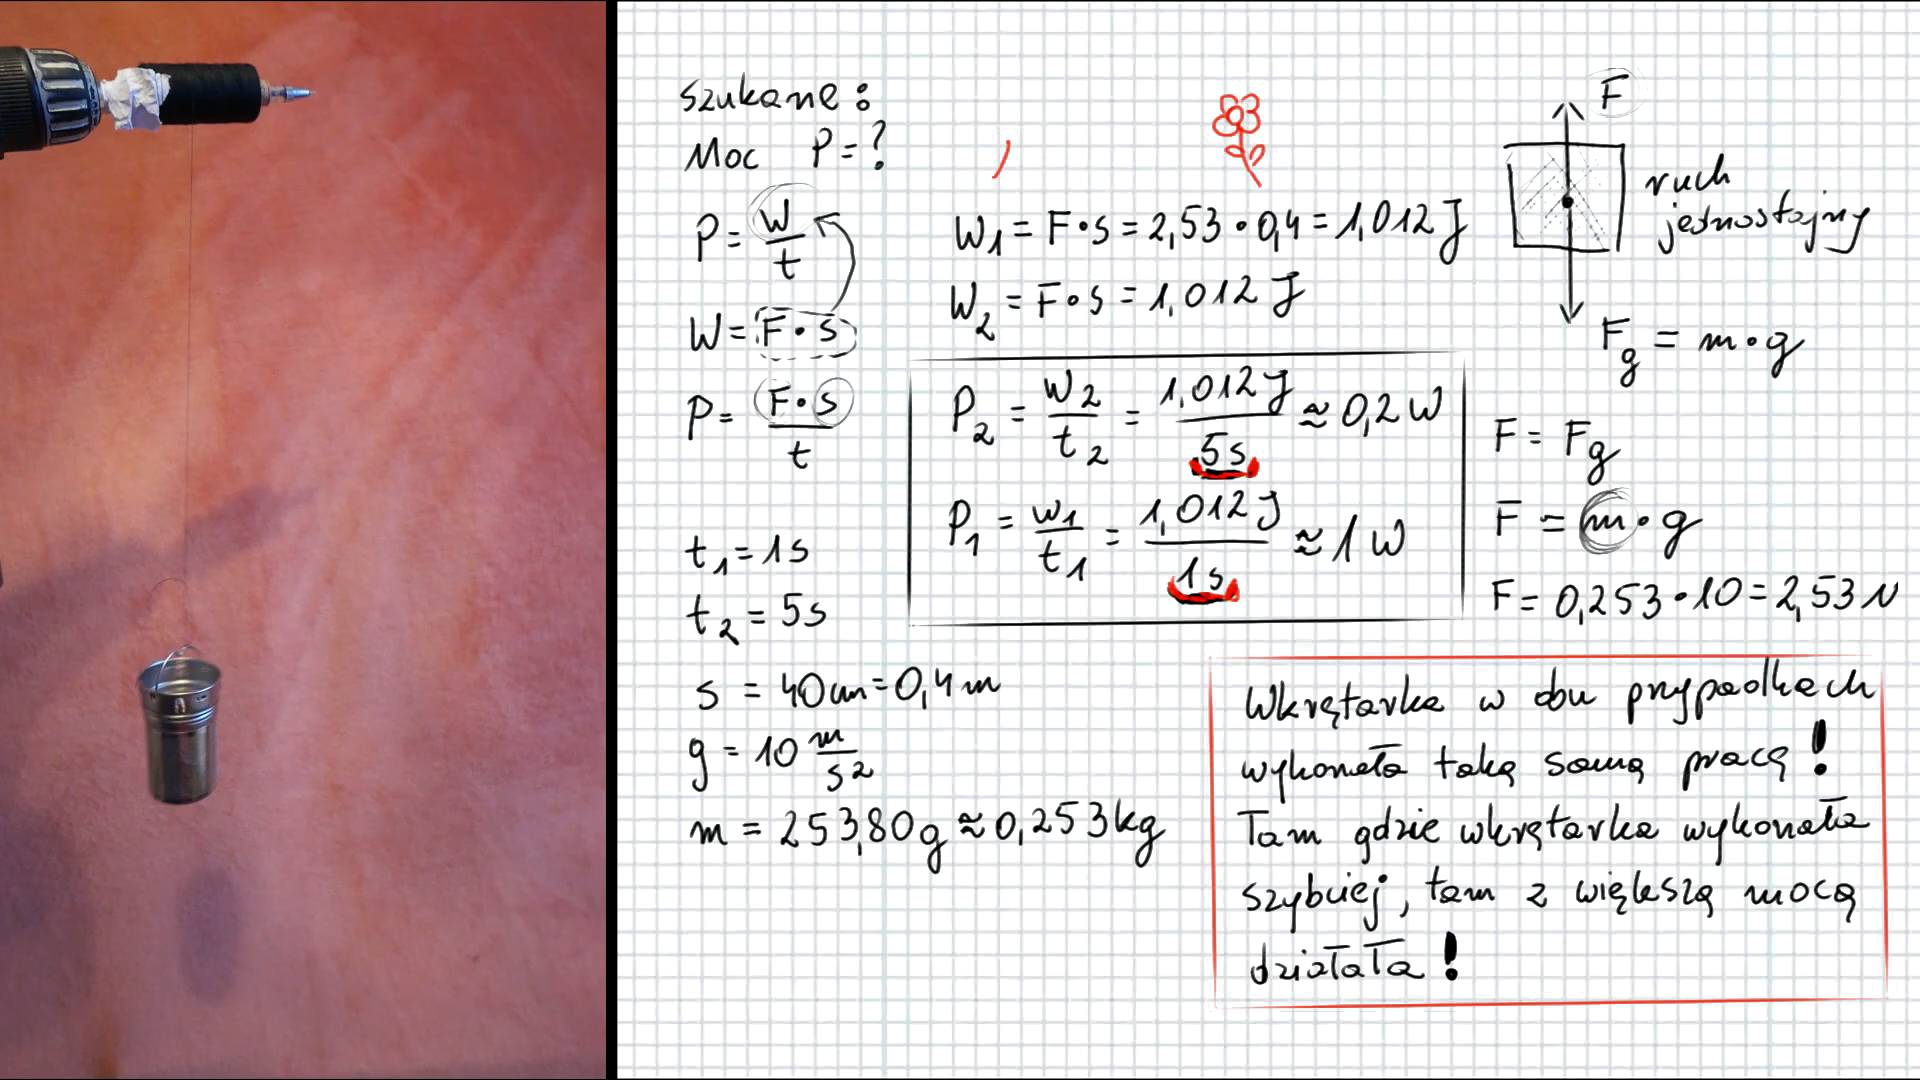 Szukane:
Moc P = ?
P = W/t
W = F·s
P = F·s/t
t₁ = 1s
t₂ = 5s
s = 40cm = 0,4m
g = 10 m/s²
m = 253,80g ≈ 0,253kg
W₁ = F·s = 2,53·0,4 = 1,012J
W₂ = F·s = 1,012J
P₂ = W₂/t₂ = 1,012J/5s ≈ 0,2W
P₁ = W₁/t₁ = 1,012J/1s ≈ 1W
F
ruch
jednostajny
Fg = m·g
F = Fg
F = m·g
F = 0,253·10 = 2,53N
Wkrętarka w obu przypadkach
wykonała taką samą pracę!
Tam gdzie wkrętarka wykonała
szybciej, tam z większą mocą
działała!